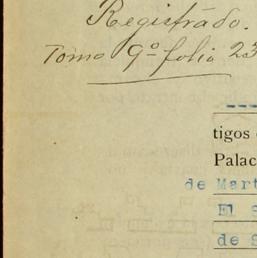 Registrado.
Tomo 9º folio 23
tigos
Palac
de Mart
El
de